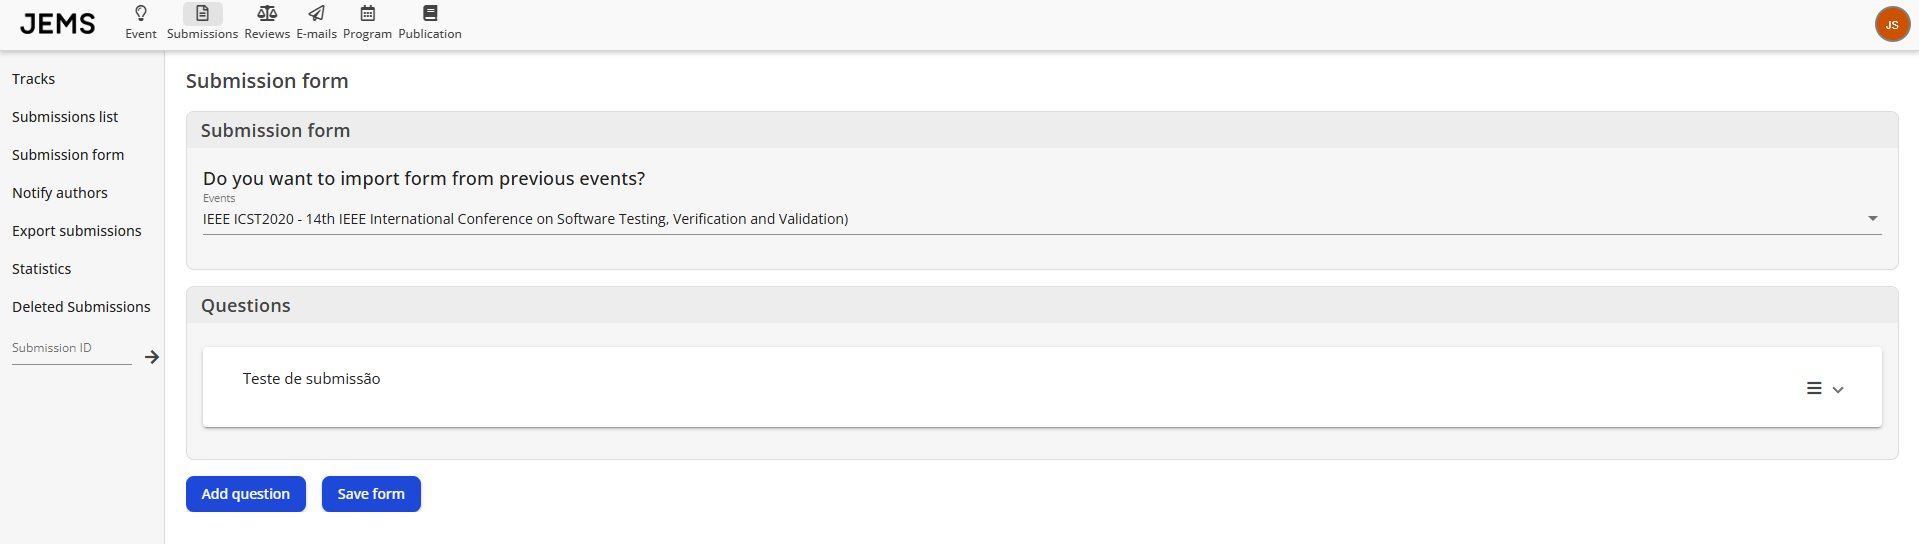 JEMS
Event
Submissions
Reviews
E-mails
Program
Publication
JS
Tracks
Submissions list
Submission form
Notify authors
Export submissions
Statistics
Deleted Submissions
Submission ID
Submission form
Submission form
Do you want to import form from previous events?
Events
IEEE ICST2020 - 14th IEEE International Conference on Software Testing, Verification and Validation)
Questions
Teste de submissão
Add question
Save form